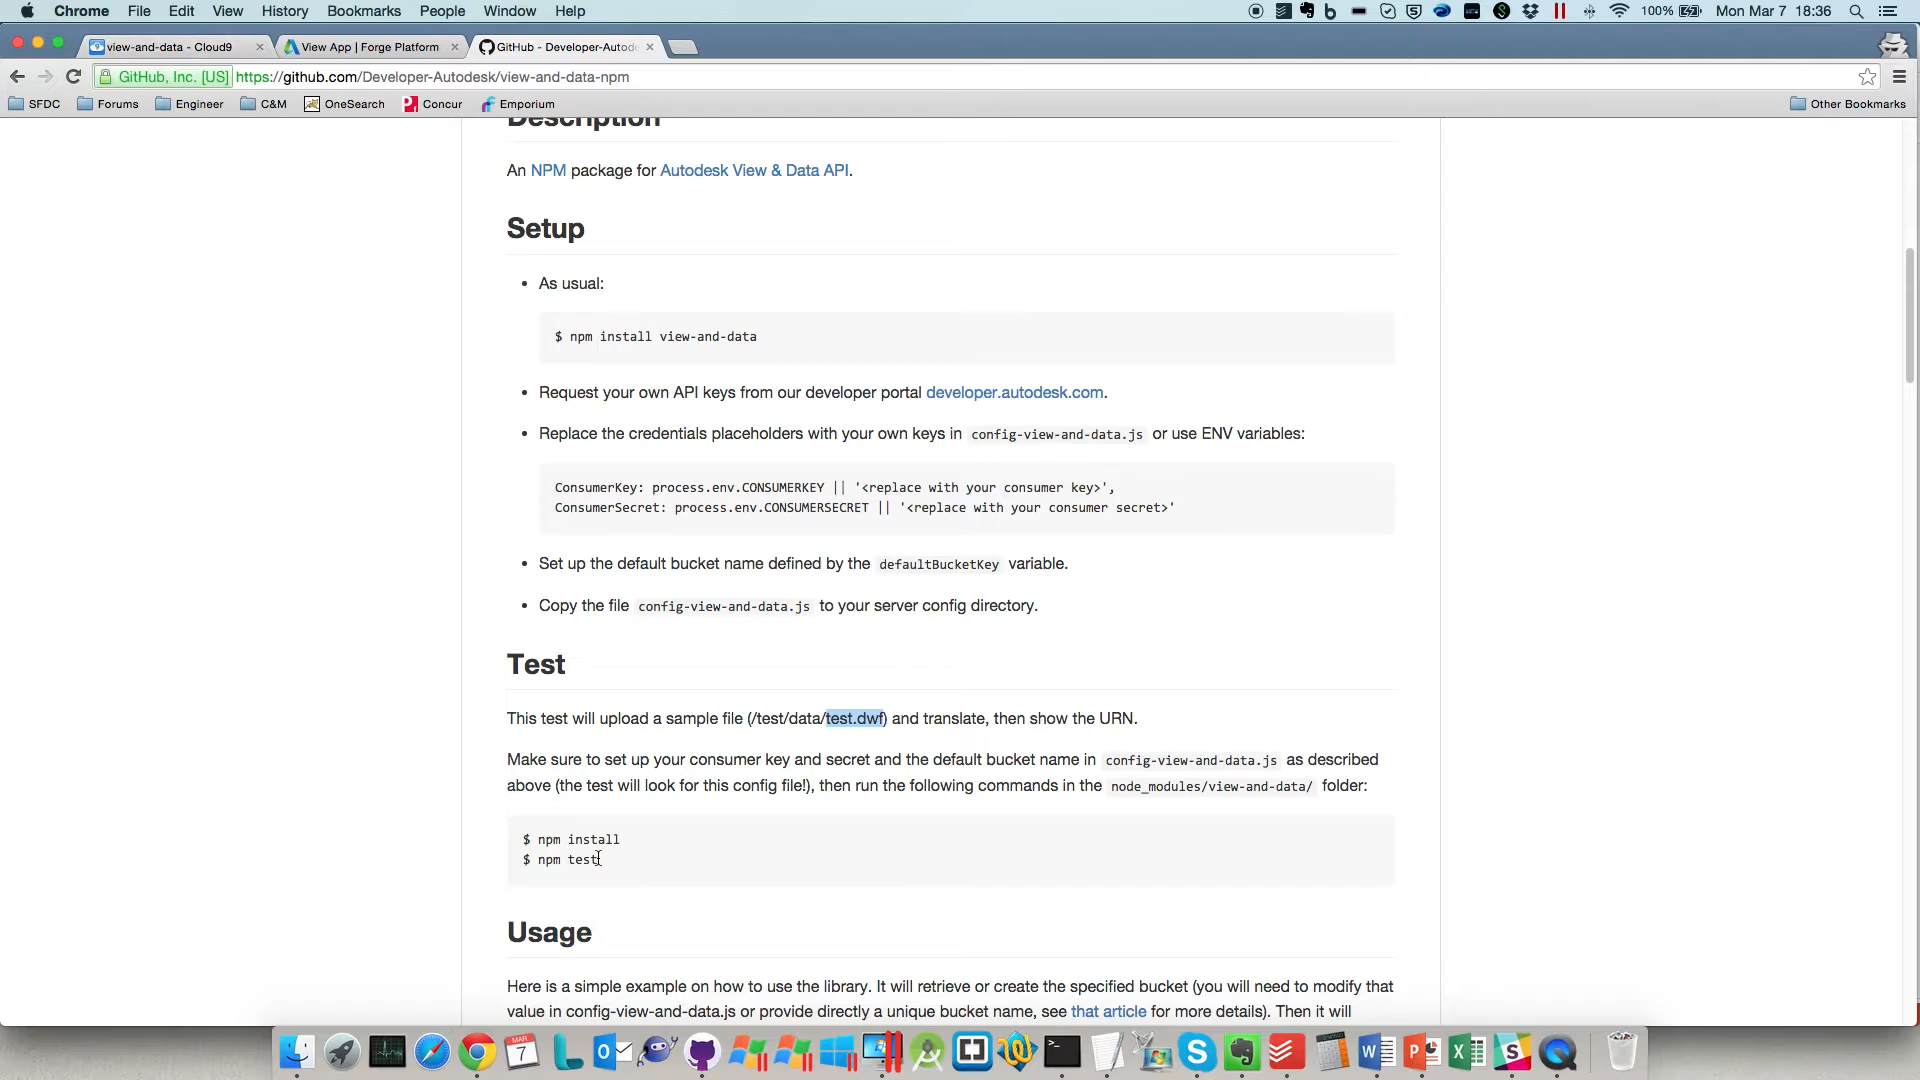 Chrome File Edit View History Bookmarks People Window Help 100% Mon Mar 7 18:36
view-and-data - Cloud9 View App | Forge Platform GitHub - Developer-Autode
GitHub, Inc. [US] https://github.com/Developer-Autodesk/view-and-data-npm
SFDC Forums Engineer C&M OneSearch Concur Emporium Other Bookmarks
Description
An NPM package for Autodesk View & Data API.
Setup
• As usual:
$ npm install view-and-data
• Request your own API keys from our developer portal developer.autodesk.com.
• Replace the credentials placeholders with your own keys in config-view-and-data.js or use ENV variables:
ConsumerKey: process.env.CONSUMERKEY || '<replace with your consumer key>',
ConsumerSecret: process.env.CONSUMERSECRET || '<replace with your consumer secret>'
• Set up the default bucket name defined by the defaultBucketKey variable.
• Copy the file config-view-and-data.js to your server config directory.
Test
This test will upload a sample file (/test/data/test.dwf) and translate, then show the URN.
Make sure to set up your consumer key and secret and the default bucket name in config-view-and-data.js as described
above (the test will look for this config file!), then run the following commands in the node_modules/view-and-data/ folder:
$ npm install
$ npm test
Usage
Here is a simple example on how to use the library. It will retrieve or create the specified bucket (you will need to modify that
value in config-view-and-data.js or provide directly a unique bucket name, see that article for more details). Then it will
MAR 7